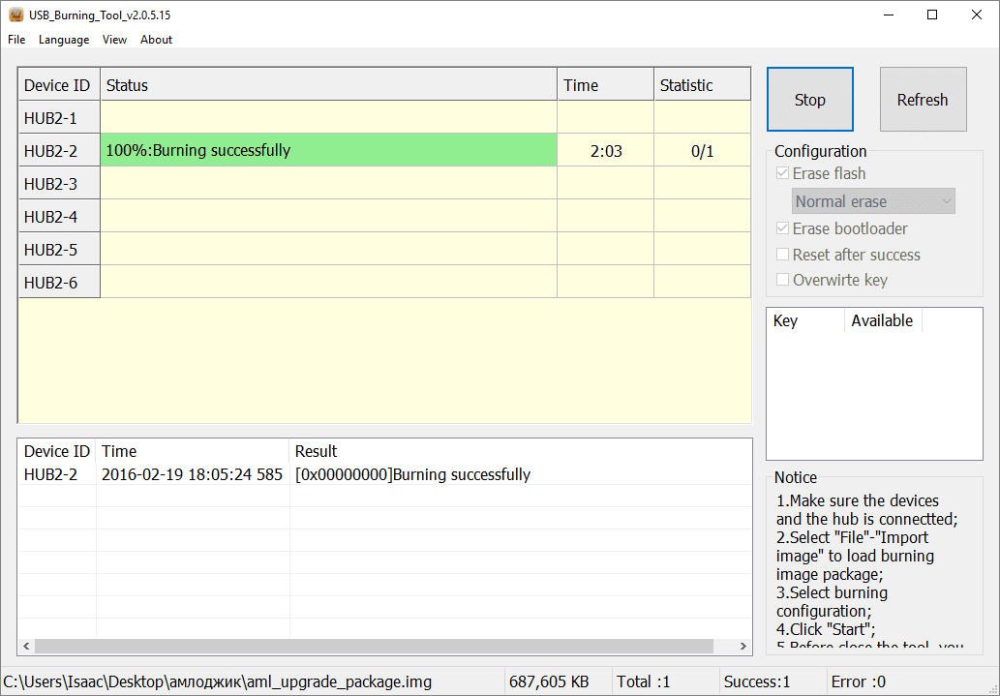 USB_Burning_Tool_v2.0.5.15
File Language View About
Device ID Status Time Statistic
HUB2-1
HUB2-2 100%:Burning successfully 2:03 0/1
HUB2-3
HUB2-4
HUB2-5
HUB2-6
Stop Refresh
Configuration
Erase flash
Normal erase
Erase bootloader
Reset after success
Overwirte key
Key Available
Device ID Time Result
HUB2-2 2016-02-19 18:05:24 585 [0x00000000]Burning successfully
Notice
1.Make sure the devices
and the hub is connectted;
2.Select "File"-"Import
image" to load burning
image package;
3.Select burning
configuration;
4.Click "Start";
5.Before close the tool, you
C:\Users\Isaac\Desktop\амлоджик\aml_upgrade_package.img 687,605 KB Total :1 Success:1 Error :0